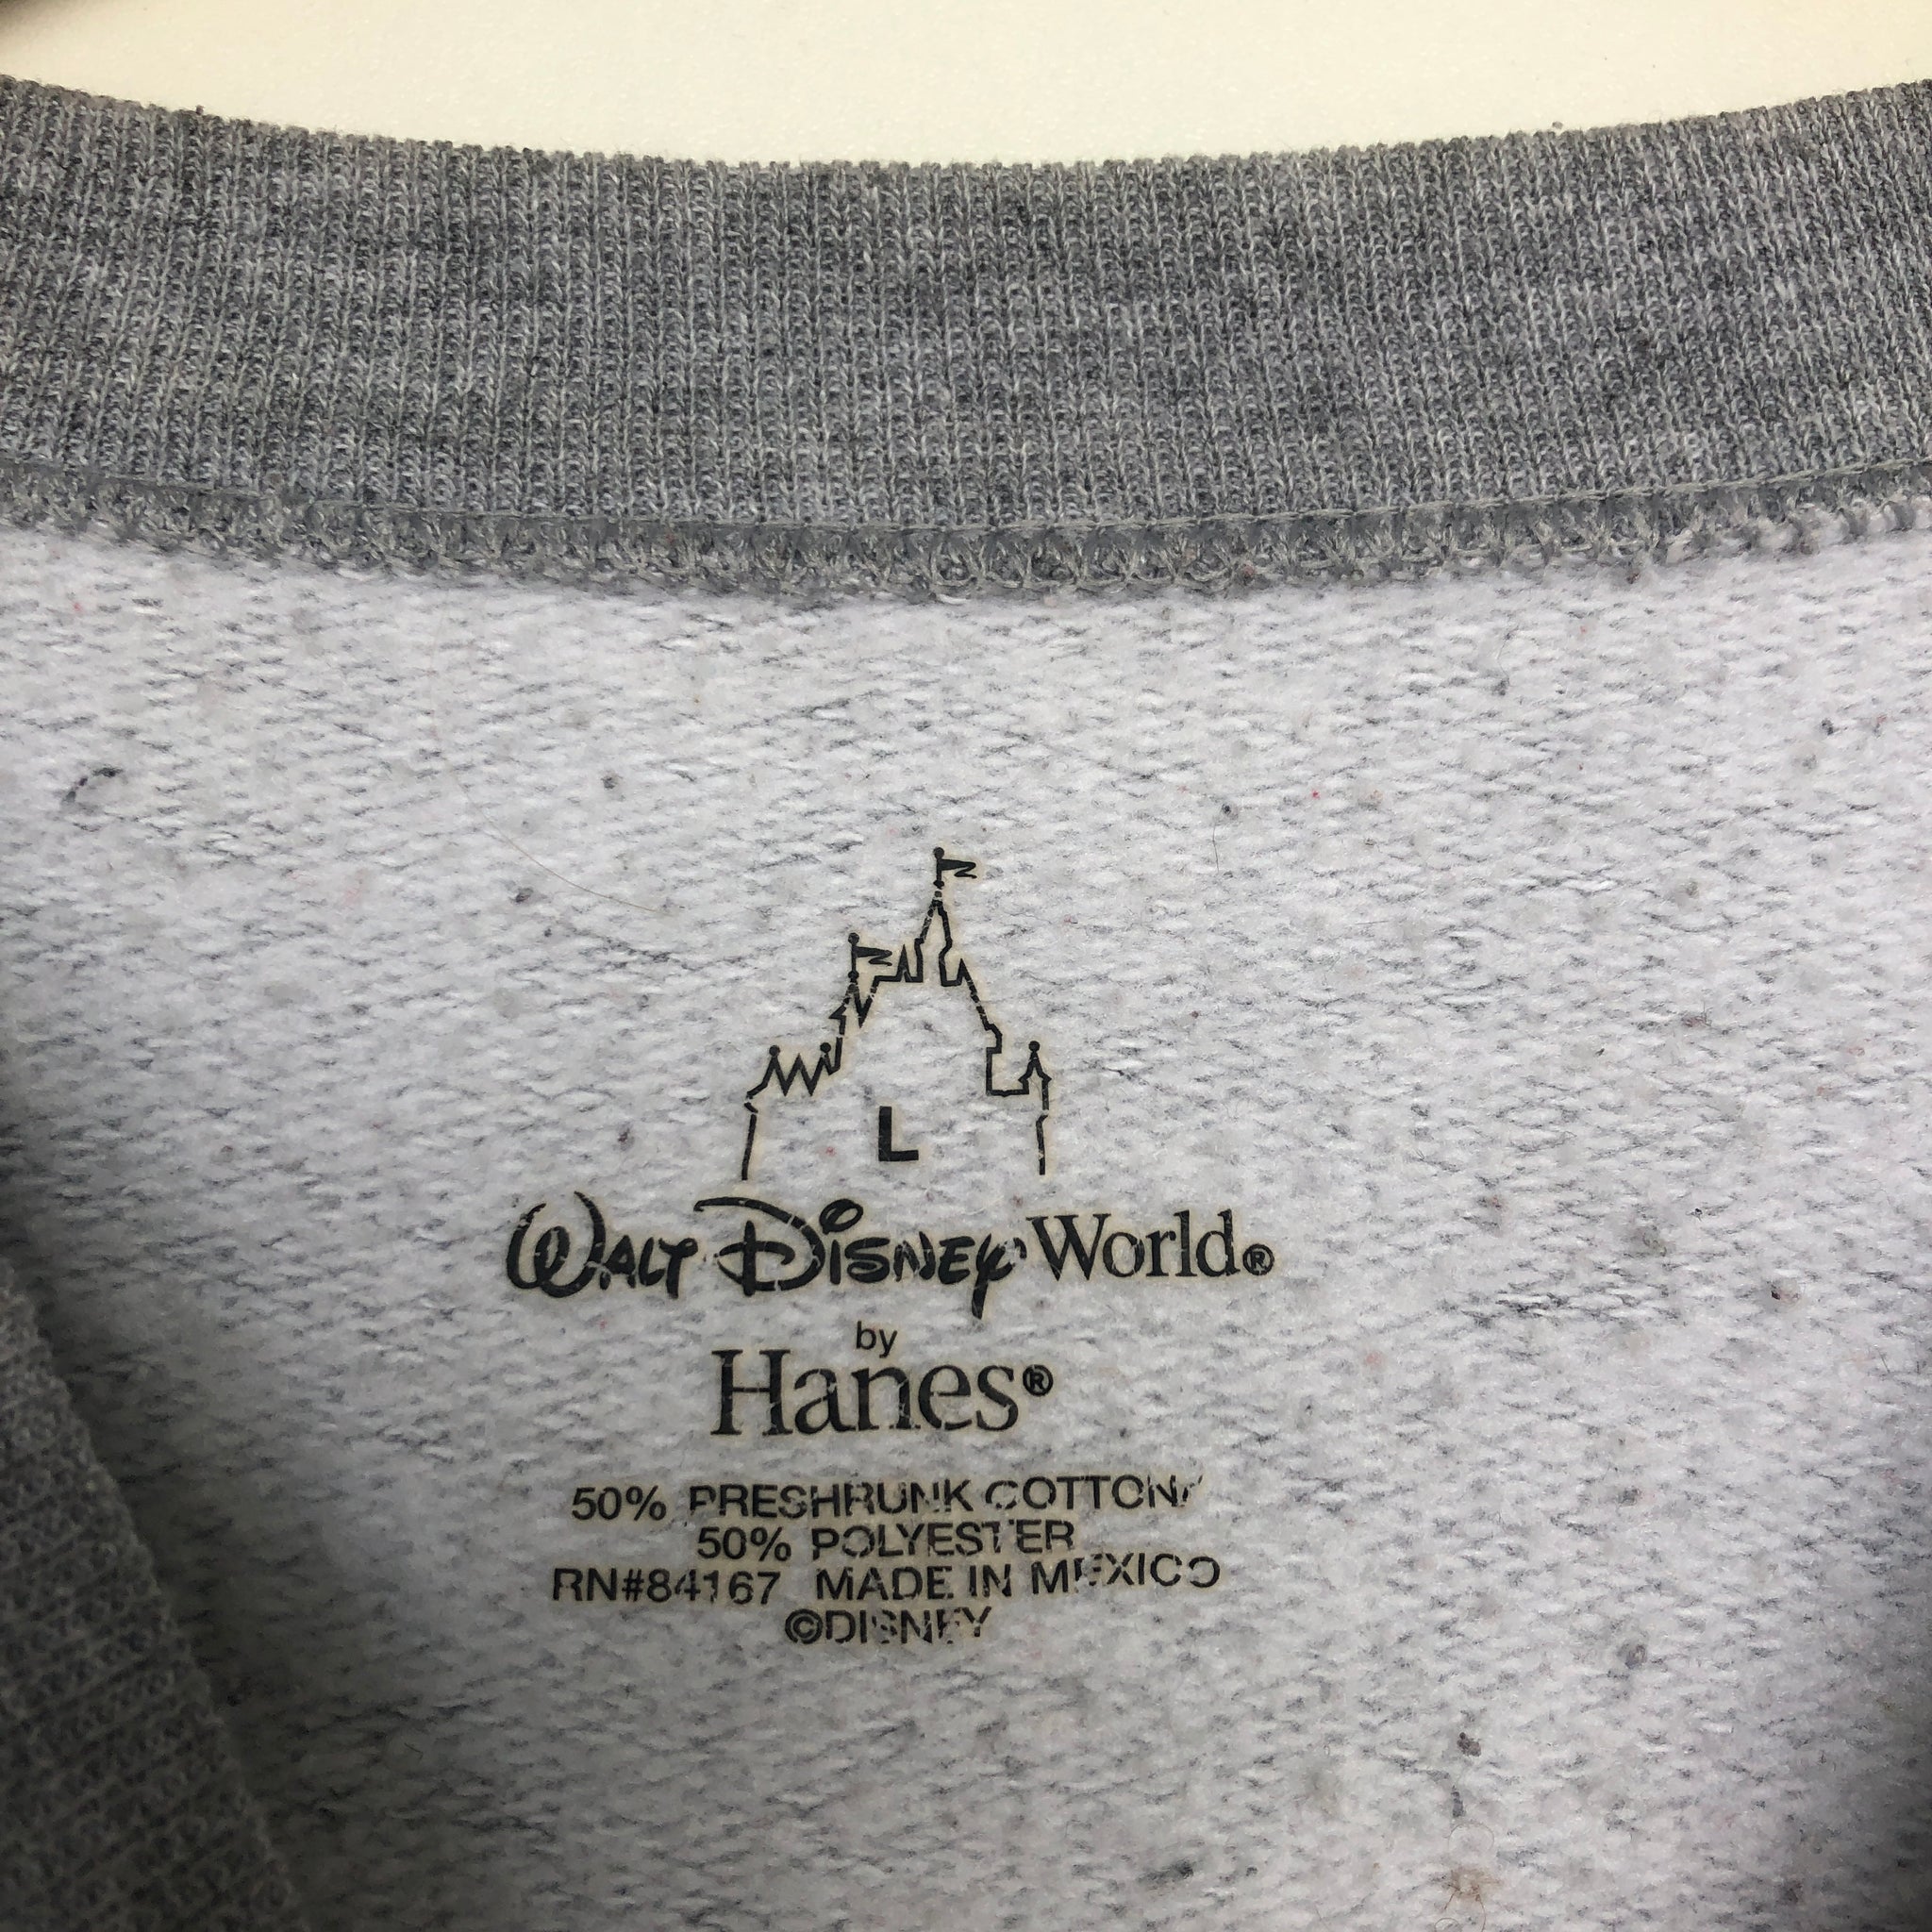 L
WALT DISNEY World®
by
Hanes®
50% PRESHRUNK COTTON/
50% POLYESTER
RN#84167 MADE IN MEXICO
©DISNEY